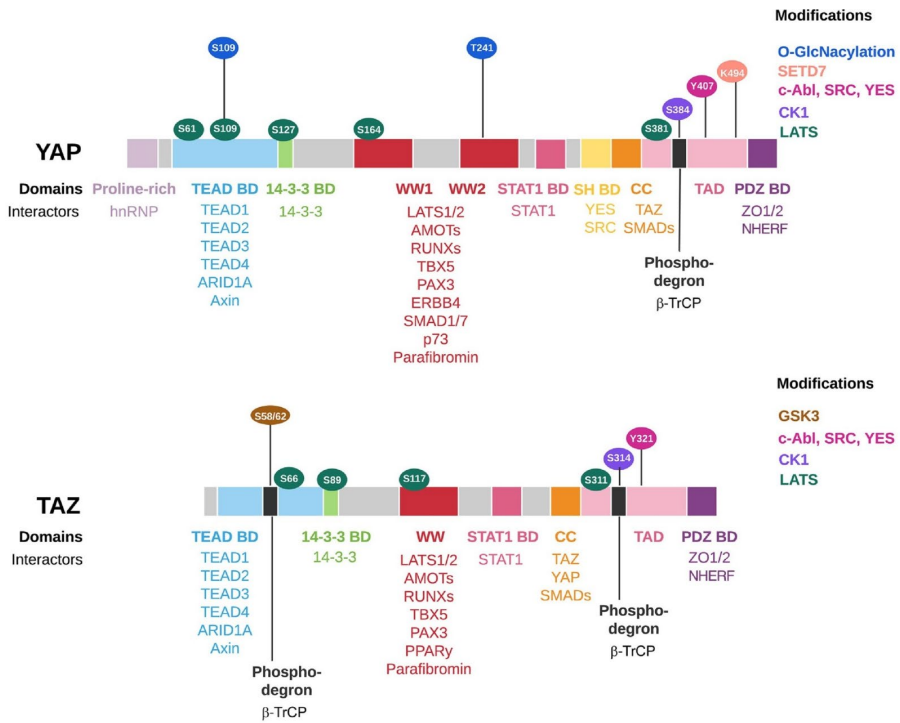 Modifications
O-GlcNacylation
SETD7
c-Abl, SRC, YES
CK1
LATS
S109
T241
K494
Y407
S384
S61
S109
S127
S164
S381
YAP
Domains
Proline-rich
TEAD BD
14-3-3 BD
WW1
WW2
STAT1 BD
SH BD
CC
TAD
PDZ BD
Interactors
hnRNP
TEAD1
TEAD2
TEAD3
TEAD4
ARID1A
Axin
14-3-3
LATS1/2
AMOTs
RUNXs
TBX5
PAX3
ERBB4
SMAD1/7
p73
Parafibromin
STAT1
YES
SRC
TAZ
SMADs
ZO1/2
NHERF
Phospho-
degron
β-TrCP
Modifications
GSK3
c-Abl, SRC, YES
CK1
LATS
S58/62
Y321
S314
S66
S89
S117
S311
TAZ
Domains
TEAD BD
14-3-3 BD
WW
STAT1 BD
CC
TAD
PDZ BD
Interactors
TEAD1
TEAD2
TEAD3
TEAD4
ARID1A
Axin
14-3-3
LATS1/2
AMOTs
RUNXs
TBX5
PAX3
PPARy
Parafibromin
STAT1
TAZ
YAP
SMADs
ZO1/2
NHERF
Phospho-
degron
β-TrCP
Phospho-
degron
β-TrCP